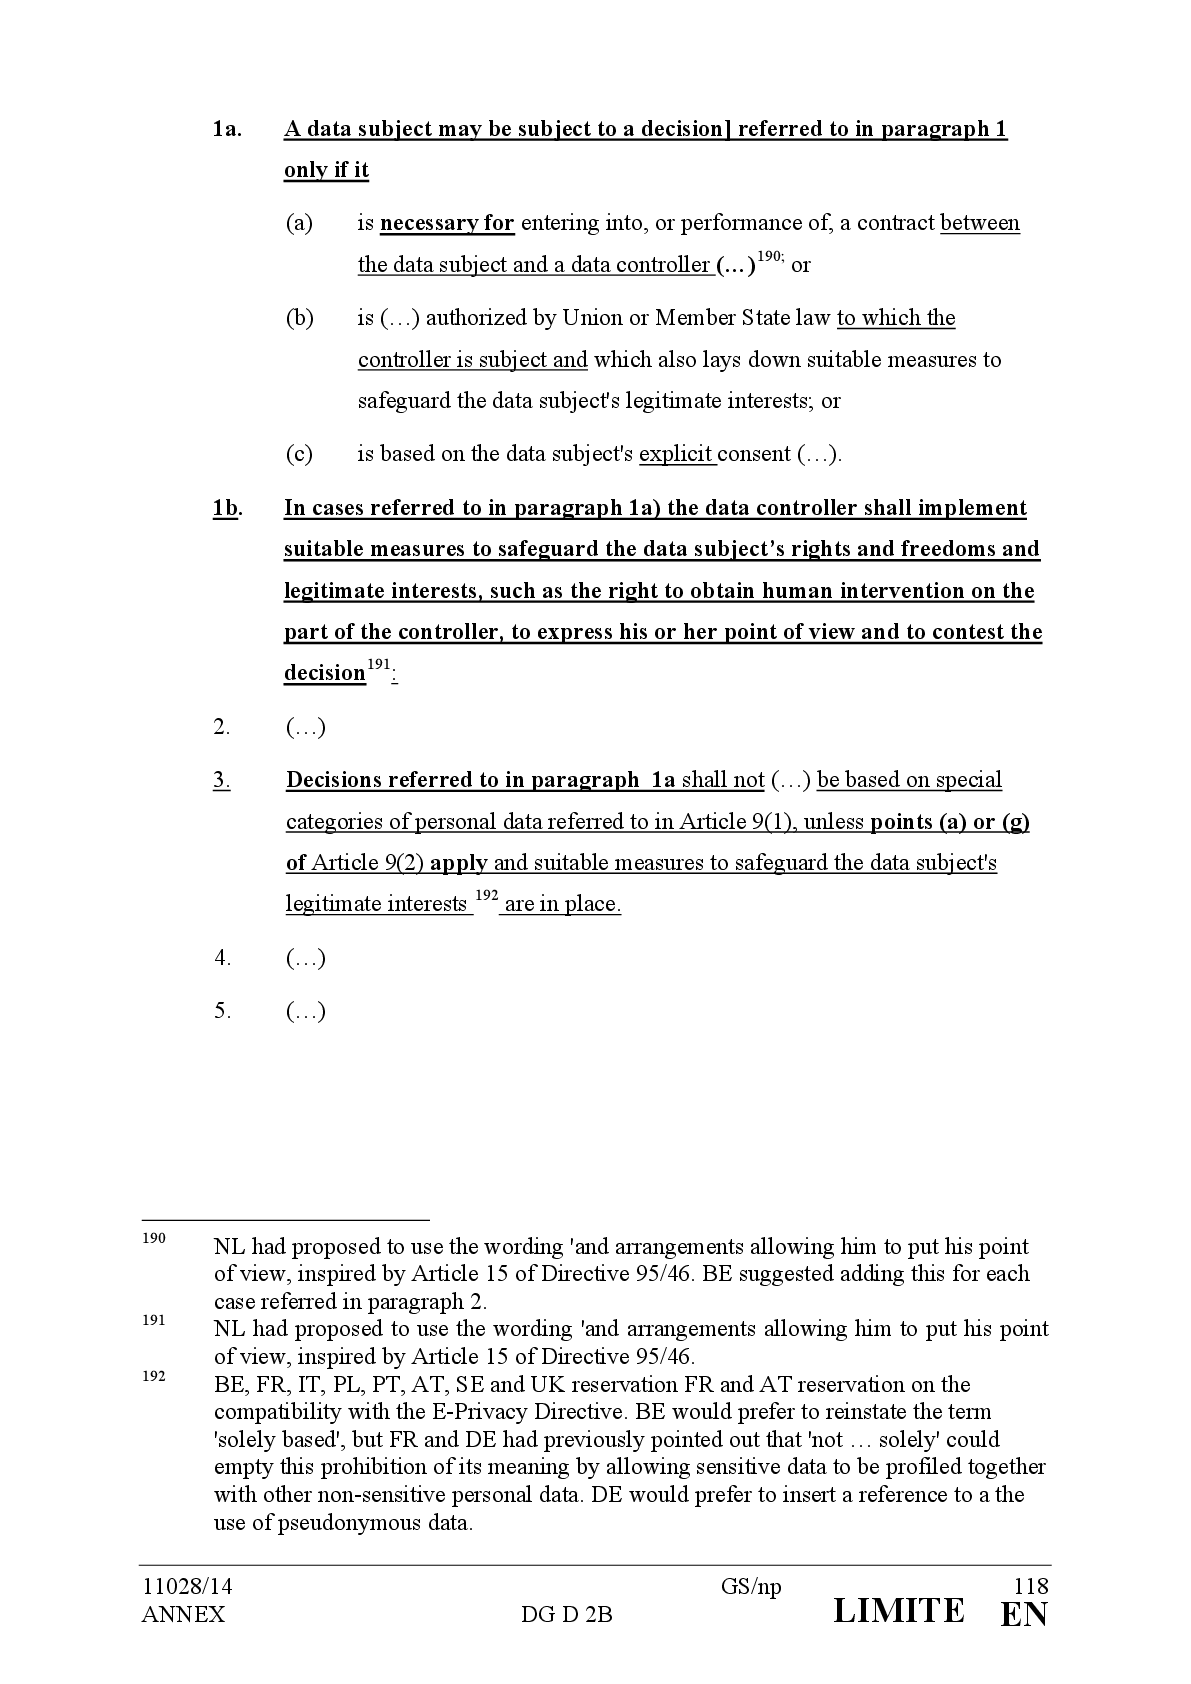 1a. A data subject may be subject to a decision] referred to in paragraph 1
only if it
(a) is necessary for entering into, or performance of, a contract between
the data subject and a data controller (…)190; or
(b) is (…) authorized by Union or Member State law to which the
controller is subject and which also lays down suitable measures to
safeguard the data subject's legitimate interests; or
(c) is based on the data subject's explicit consent (…).
1b. In cases referred to in paragraph 1a) the data controller shall implement
suitable measures to safeguard the data subject’s rights and freedoms and
legitimate interests, such as the right to obtain human intervention on the
part of the controller, to express his or her point of view and to contest the
decision191:
2. (…)
3. Decisions referred to in paragraph 1a shall not (…) be based on special
categories of personal data referred to in Article 9(1), unless points (a) or (g)
of Article 9(2) apply and suitable measures to safeguard the data subject's
legitimate interests 192 are in place.
4. (…)
5. (…)
190 NL had proposed to use the wording 'and arrangements allowing him to put his point
of view, inspired by Article 15 of Directive 95/46. BE suggested adding this for each
case referred in paragraph 2.
191 NL had proposed to use the wording 'and arrangements allowing him to put his point
of view, inspired by Article 15 of Directive 95/46.
192 BE, FR, IT, PL, PT, AT, SE and UK reservation FR and AT reservation on the
compatibility with the E-Privacy Directive. BE would prefer to reinstate the term
'solely based', but FR and DE had previously pointed out that 'not … solely' could
empty this prohibition of its meaning by allowing sensitive data to be profiled together
with other non-sensitive personal data. DE would prefer to insert a reference to a the
use of pseudonymous data.
11028/14 GS/np 118
ANNEX DG D 2B LIMITE EN